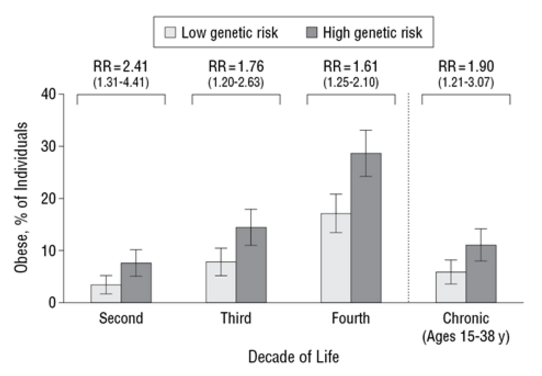 Low genetic risk High genetic risk
RR=2.41 RR=1.76 RR=1.61 RR=1.90
(1.31-4.41) (1.20-2.63) (1.25-2.10) (1.21-3.07)
40
30
20
10
0
Obese, % of Individuals
Second Third Fourth Chronic
(Ages 15-38 y)
Decade of Life